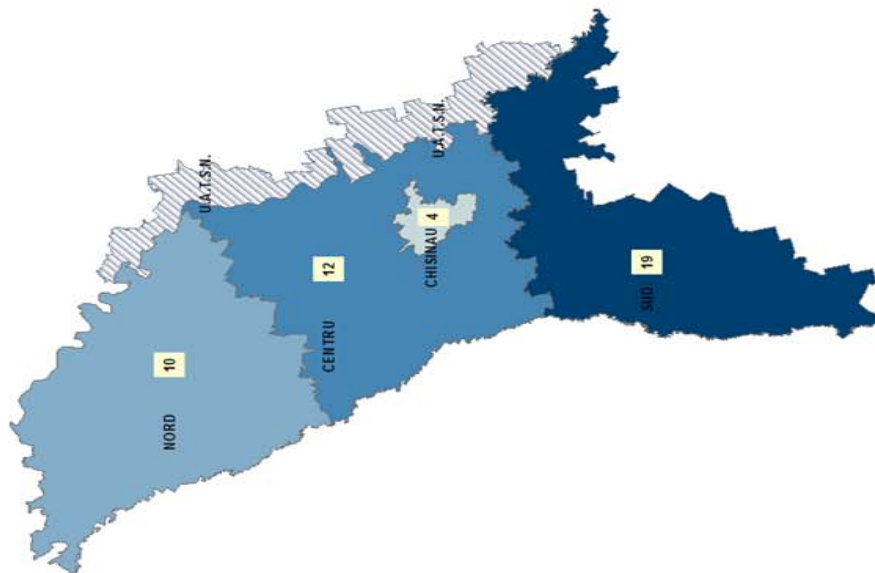 U.A.T.S.N.
10
NORD
12
CENTRU
U.A.T.S.N.
4
CHISINAU
19
SUD